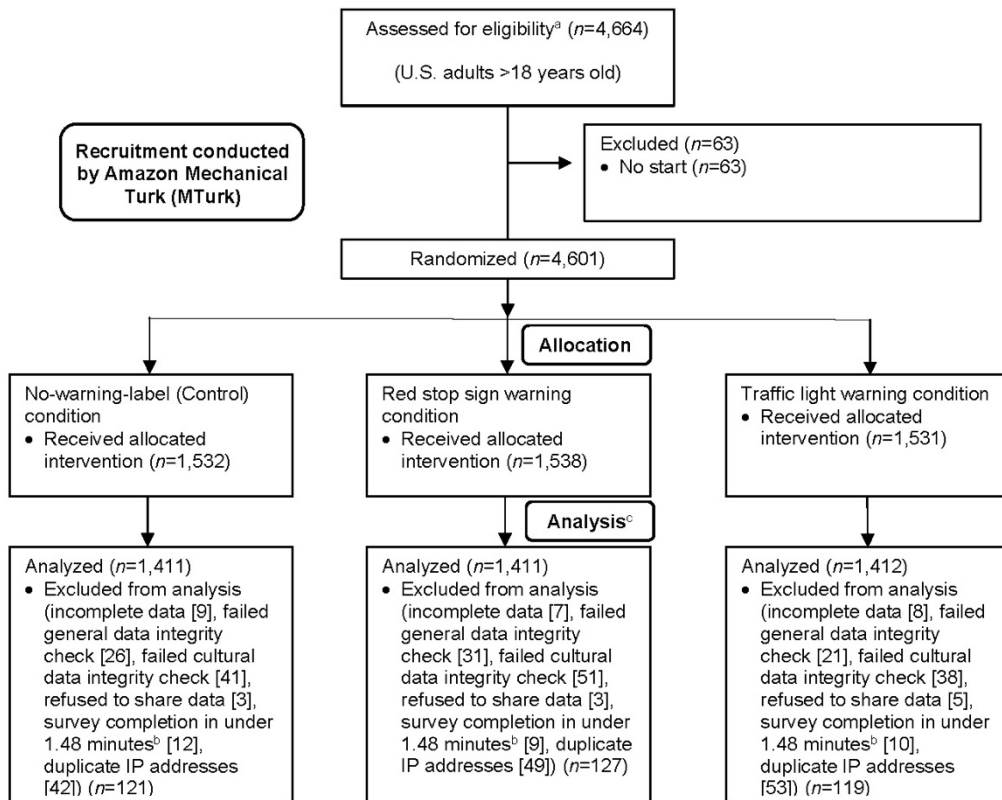 Assessed for eligibilityᵃ (n=4,664)
(U.S. adults >18 years old)
Recruitment conducted
by Amazon Mechanical
Turk (MTurk)
Excluded (n=63)
• No start (n=63)
Randomized (n=4,601)
Allocation
No-warning-label (Control)
condition
• Received allocated
intervention (n=1,532)
Red stop sign warning
condition
• Received allocated
intervention (n=1,538)
Traffic light warning condition
• Received allocated
intervention (n=1,531)
Analysisᶜ
Analyzed (n=1,411)
• Excluded from analysis
(incomplete data [9], failed
general data integrity
check [26], failed cultural
data integrity check [41],
refused to share data [3],
survey completion in under
1.48 minutesᵇ [12],
duplicate IP addresses
[42]) (n=121)
Analyzed (n=1,411)
• Excluded from analysis
(incomplete data [7], failed
general data integrity
check [31], failed cultural
data integrity check [51],
refused to share data [3],
survey completion in under
1.48 minutesᵇ [9], duplicate
IP addresses [49]) (n=127)
Analyzed (n=1,412)
• Excluded from analysis
(incomplete data [8], failed
general data integrity
check [21], failed cultural
data integrity check [38],
refused to share data [5],
survey completion in under
1.48 minutesᵇ [10],
duplicate IP addresses
[53]) (n=119)